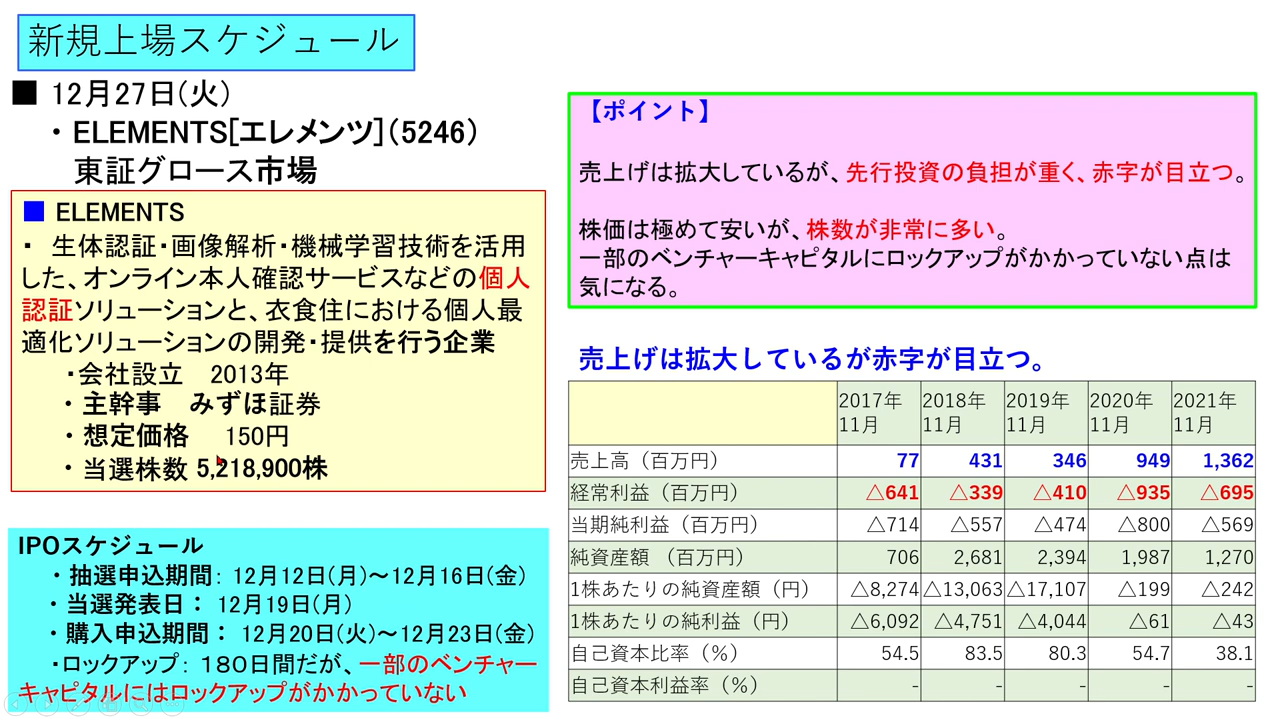 新規上場スケジュール
■ 12月27日(火)
・ ELEMENTS[エレメンツ](5246)
東証グロース市場
■ ELEMENTS
・ 生体認証・画像解析・機械学習技術を活用
した、オンライン本人確認サービスなどの個人
認証ソリューションと、衣食住における個人最
適化ソリューションの開発・提供を行う企業
・会社設立 2013年
・主幹事 みずほ証券
・想定価格 150円
・当選株数 5,218,900株
IPOスケジュール
・抽選申込期間: 12月12日(月)～12月16日(金)
・当選発表日: 12月19日(月)
・購入申込期間: 12月20日(火)～12月23日(金)
・ロックアップ: 180日間だが、一部のベンチャー
キャピタルにはロックアップがかかっていない
【ポイント】
売上げは拡大しているが、先行投資の負担が重く、赤字が目立つ。
株価は極めて安いが、株数が非常に多い。
一部のベンチャーキャピタルにロックアップがかかっていない点は
気になる。
売上げは拡大しているが赤字が目立つ。
2017年 2018年 2019年 2020年 2021年
11月 11月 11月 11月 11月
売上高（百万円） 77 431 346 949 1,362
経常利益（百万円） △641 △339 △410 △935 △695
当期純利益（百万円） △714 △557 △474 △800 △569
純資産額 （百万円） 706 2,681 2,394 1,987 1,270
1株あたりの純資産額（円） △8,274 △13,063 △17,107 △199 △242
1株あたりの純利益（円） △6,092 △4,751 △4,044 △61 △43
自己資本比率（%） 54.5 83.5 80.3 54.7 38.1
自己資本利益率（%） - - - - -